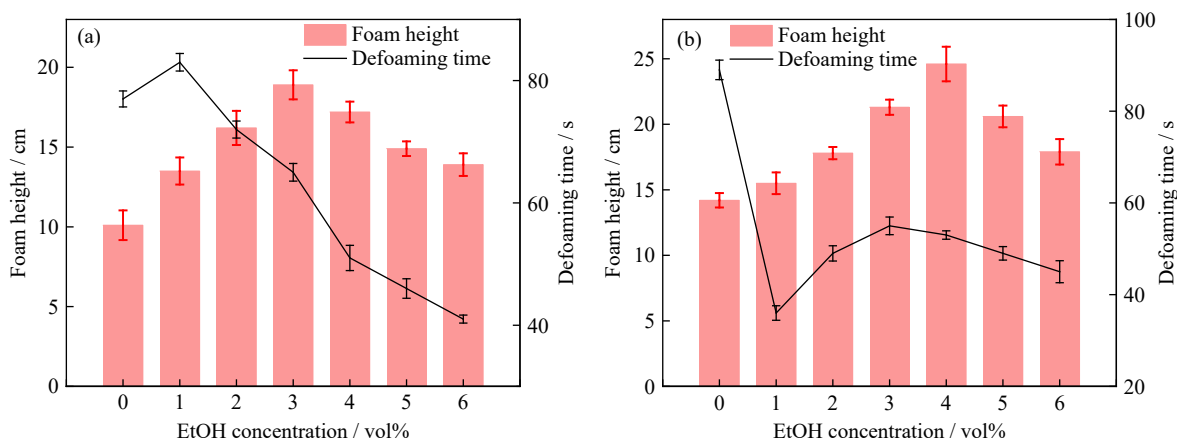 (a)
Foam height
Defoaming time
Foam height / cm
20
15
10
5
0
80
60
40
Defoaming time / s
0 1 2 3 4 5 6
EtOH concentration / vol%
(b)
Foam height
Defoaming time
Foam height / cm
25
20
15
10
5
0
100
80
60
40
20
Defoaming time / s
0 1 2 3 4 5 6
EtOH concentration / vol%